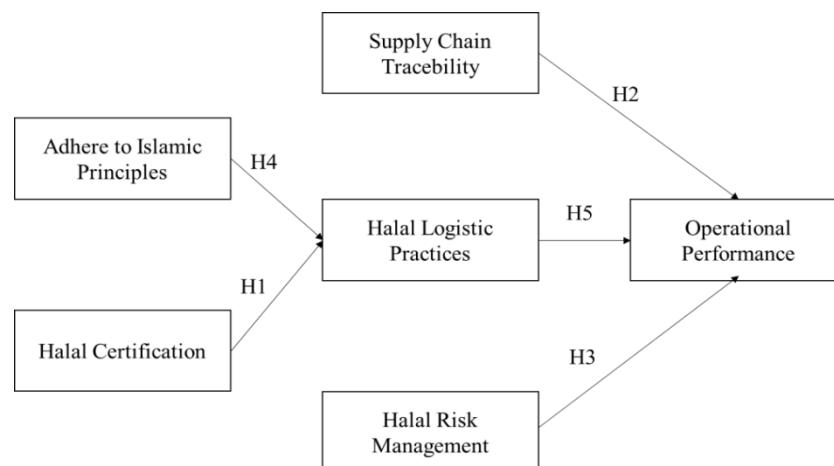 Supply Chain
Tracebility
H2
Adhere to Islamic
Principles
H4
Halal Logistic
Practices
H5
Operational
Performance
H1
Halal Certification
H3
Halal Risk
Management